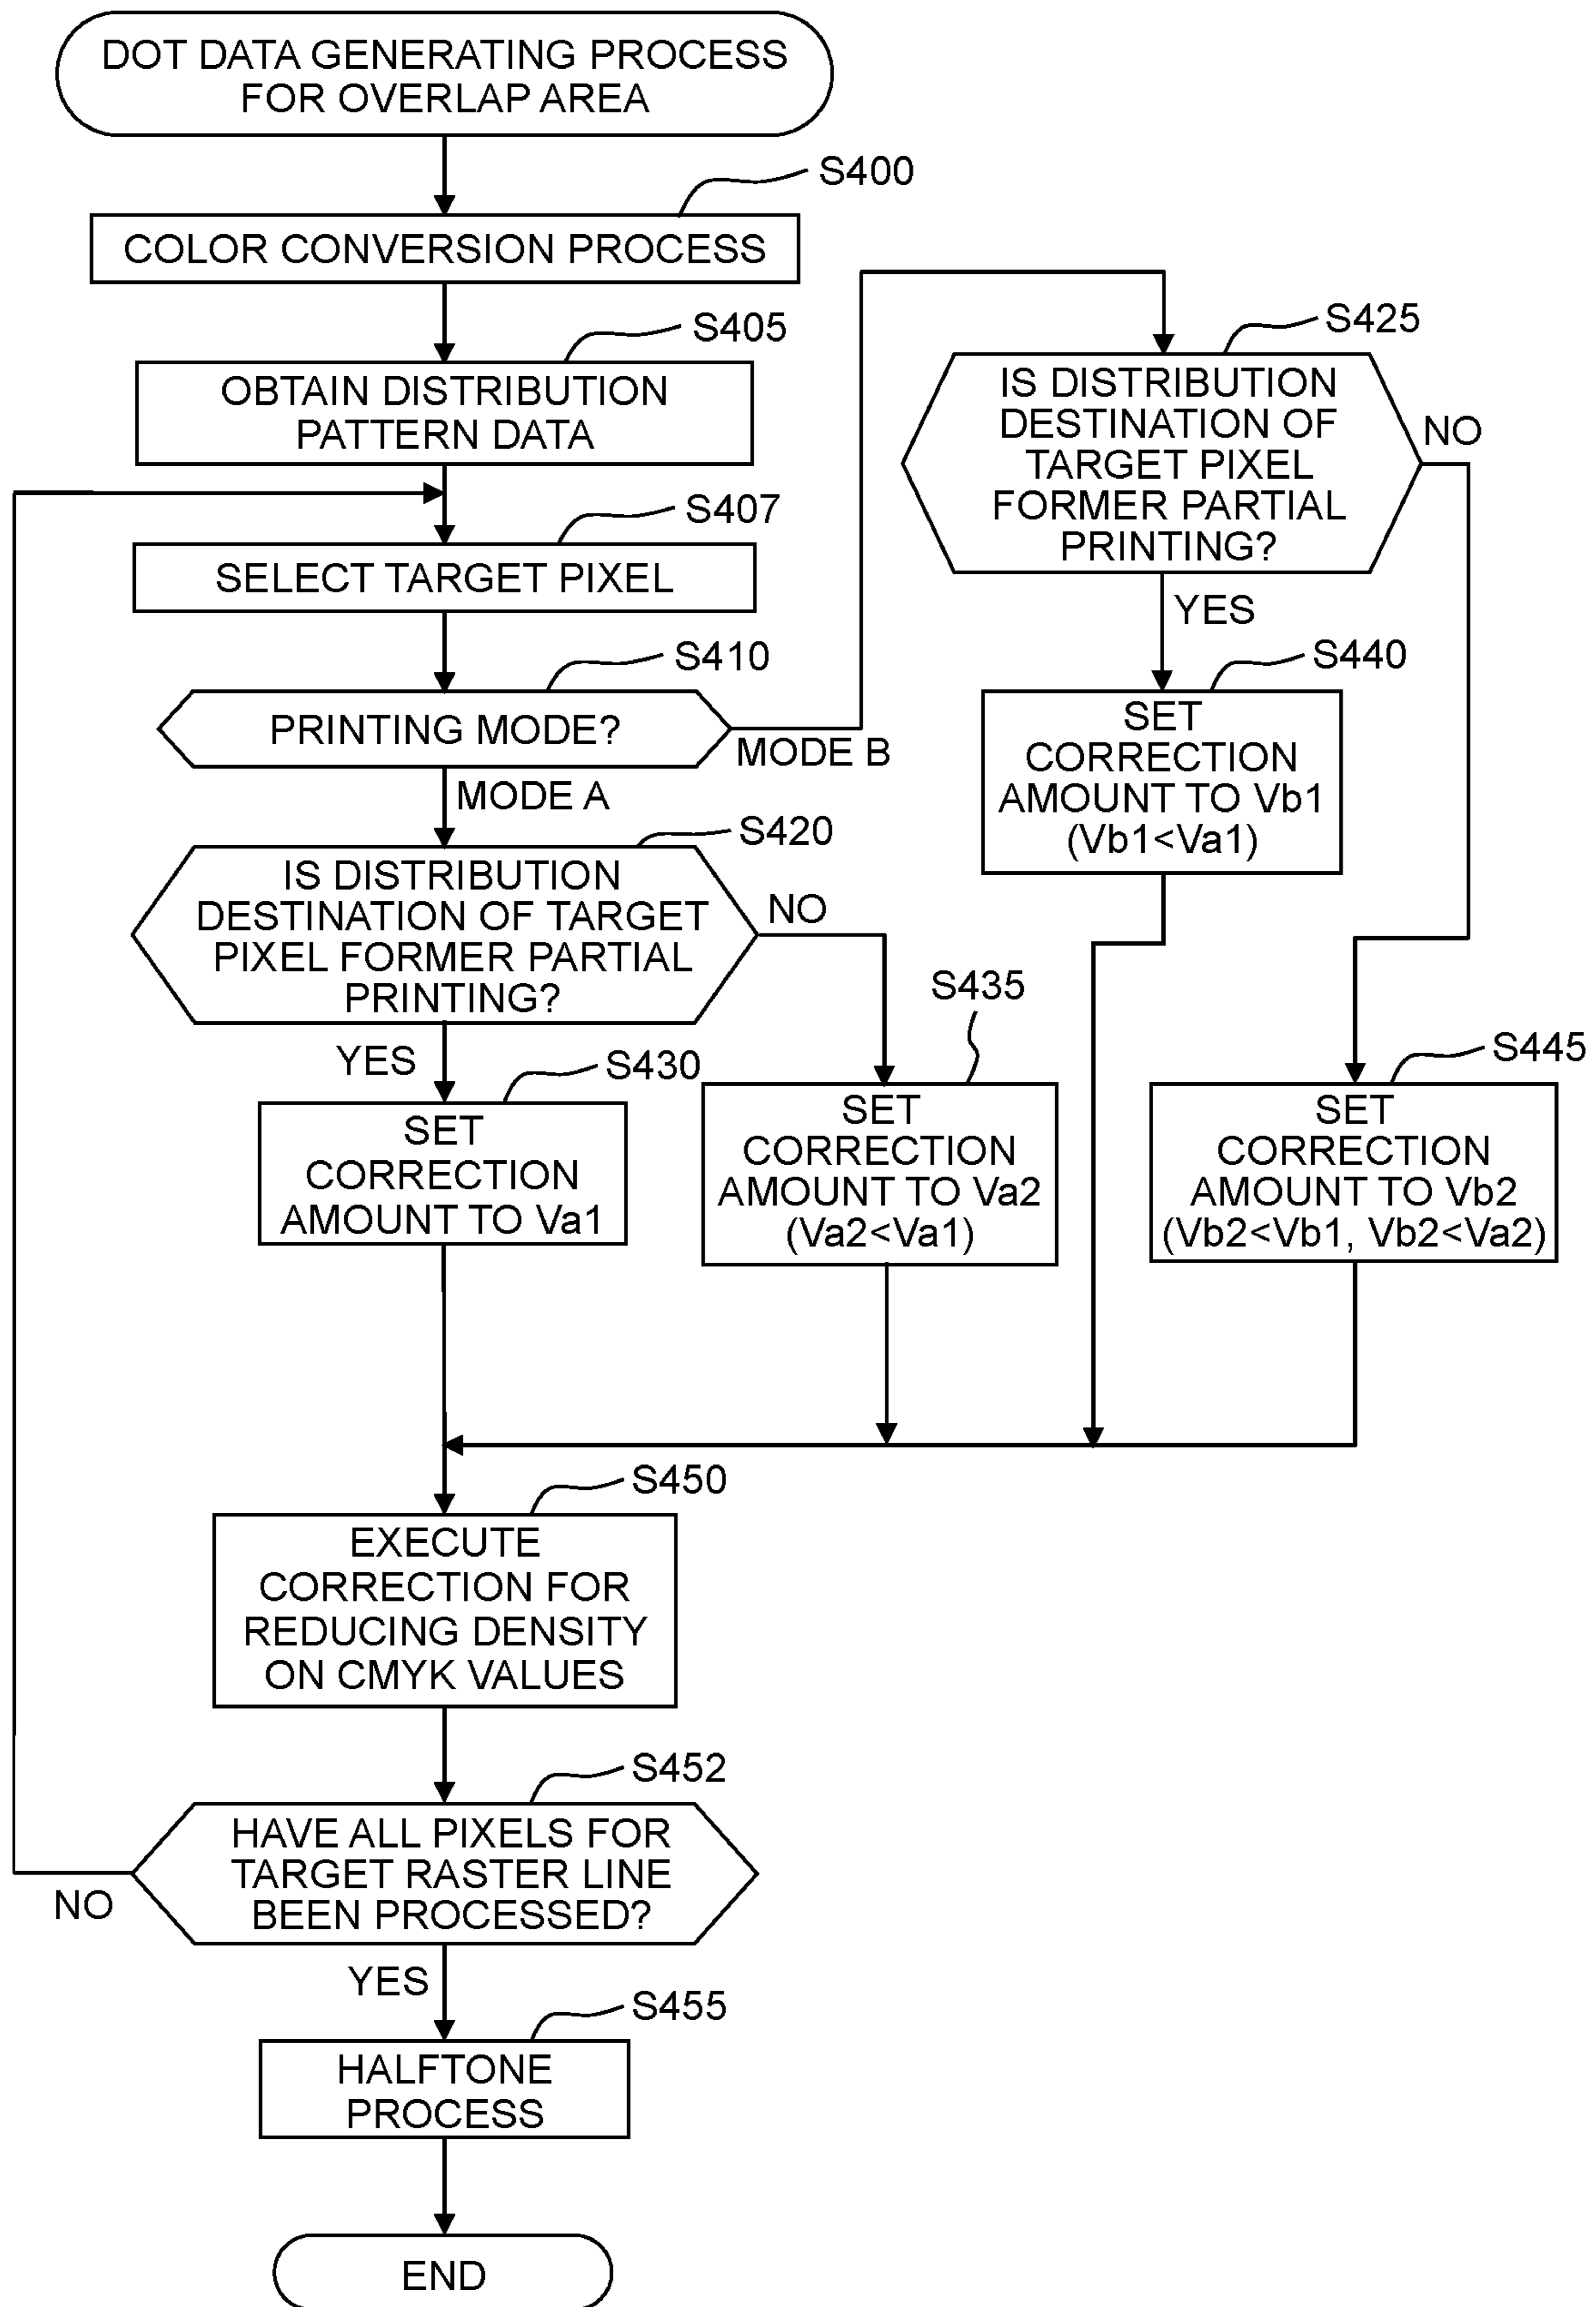 DOT DATA GENERATING PROCESS
FOR OVERLAP AREA
S400
COLOR CONVERSION PROCESS
S405
OBTAIN DISTRIBUTION
PATTERN DATA
S407
SELECT TARGET PIXEL
S410
PRINTING MODE?
MODE B
MODE A
S420
IS DISTRIBUTION
DESTINATION OF TARGET
PIXEL FORMER PARTIAL
PRINTING?
NO
YES
S430
SET
CORRECTION
AMOUNT TO Va1
S435
SET
CORRECTION
AMOUNT TO Va2
(Va2<Va1)
S425
IS DISTRIBUTION
DESTINATION OF
TARGET PIXEL
FORMER PARTIAL
PRINTING?
NO
YES
S440
SET
CORRECTION
AMOUNT TO Vb1
(Vb1<Va1)
S445
SET
CORRECTION
AMOUNT TO Vb2
(Vb2<Vb1, Vb2<Va2)
S450
EXECUTE
CORRECTION FOR
REDUCING DENSITY
ON CMYK VALUES
S452
HAVE ALL PIXELS FOR
TARGET RASTER LINE
BEEN PROCESSED?
NO
YES
S455
HALFTONE
PROCESS
END